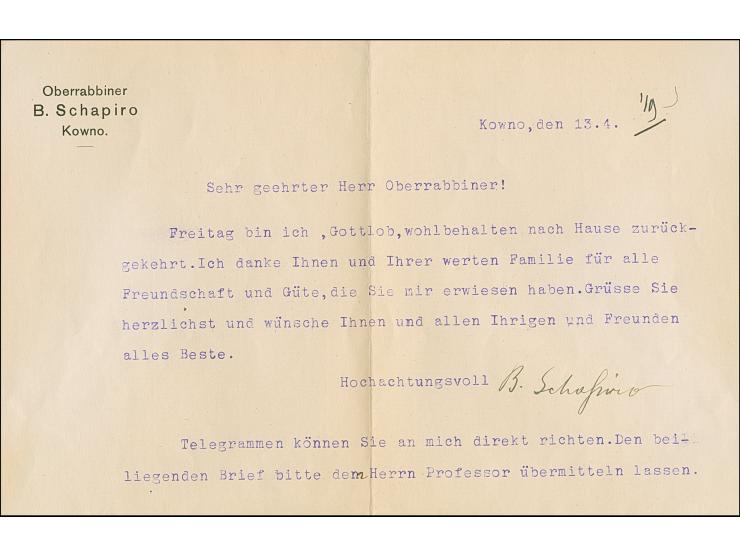 Oberrabbiner
B. Schapiro
Kowno.
Kowno,den 13.4.
Sehr geehrter Herr Oberrabbiner!
Freitag bin ich ,Gottlob,wohlbehalten nach Hause zurück-
gekehrt.Ich danke Ihnen und Ihrer werten Familie für alle
Freundschaft und Güte,die Sie mir erwiesen haben.Grüsse Sie
herzlichst und wünsche Ihnen und allen Ihrigen und Freunden
alles Beste.
Hochachtungsvoll B. Schapiro
Telegrammen können Sie an mich direkt richten.Den bei-
liegenden Brief bitte dem Herrn Professor übermitteln lassen.